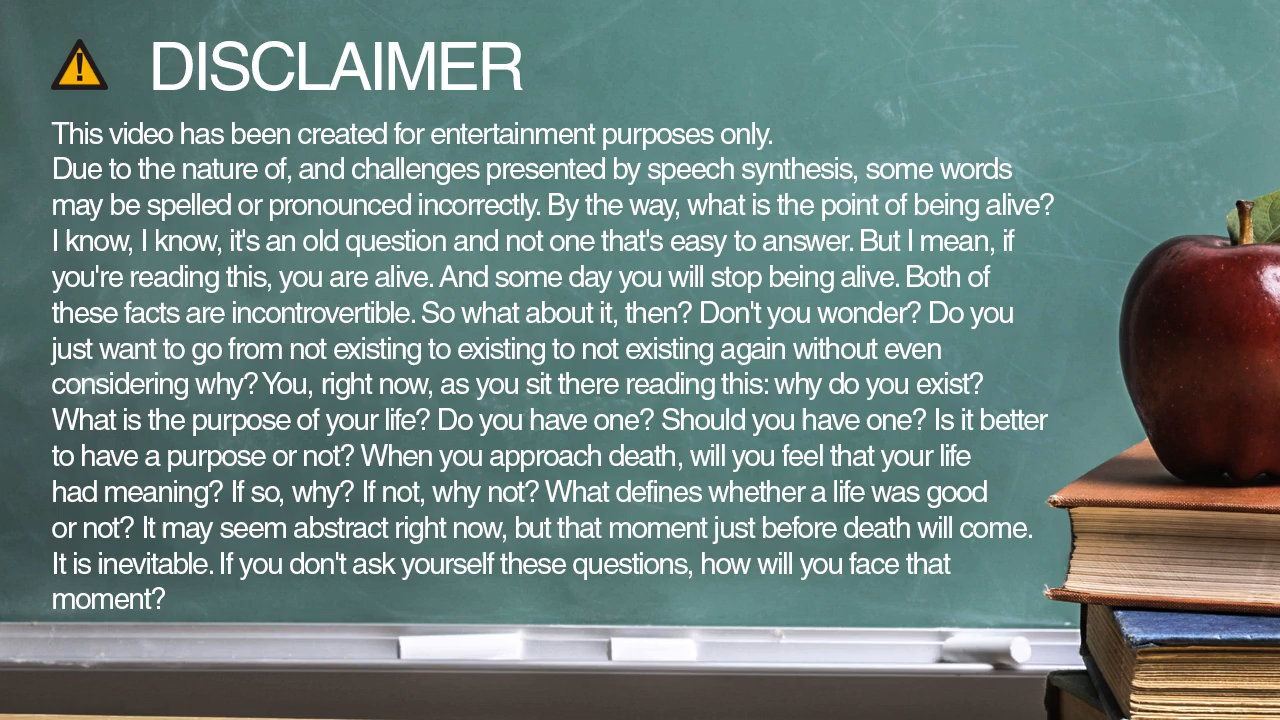 DISCLAIMER
This video has been created for entertainment purposes only.
Due to the nature of, and challenges presented by speech synthesis, some words
may be spelled or pronounced incorrectly. By the way, what is the point of being alive?
I know, I know, it's an old question and not one that's easy to answer. But I mean, if
you're reading this, you are alive. And some day you will stop being alive. Both of
these facts are incontrovertible. So what about it, then? Don't you wonder? Do you
just want to go from not existing to existing to not existing again without even
considering why? You, right now, as you sit there reading this: why do you exist?
What is the purpose of your life? Do you have one? Should you have one? Is it better
to have a purpose or not? When you approach death, will you feel that your life
had meaning? If so, why? If not, why not? What defines whether a life was good
or not? It may seem abstract right now, but that moment just before death will come.
It is inevitable. If you don't ask yourself these questions, how will you face that
moment?